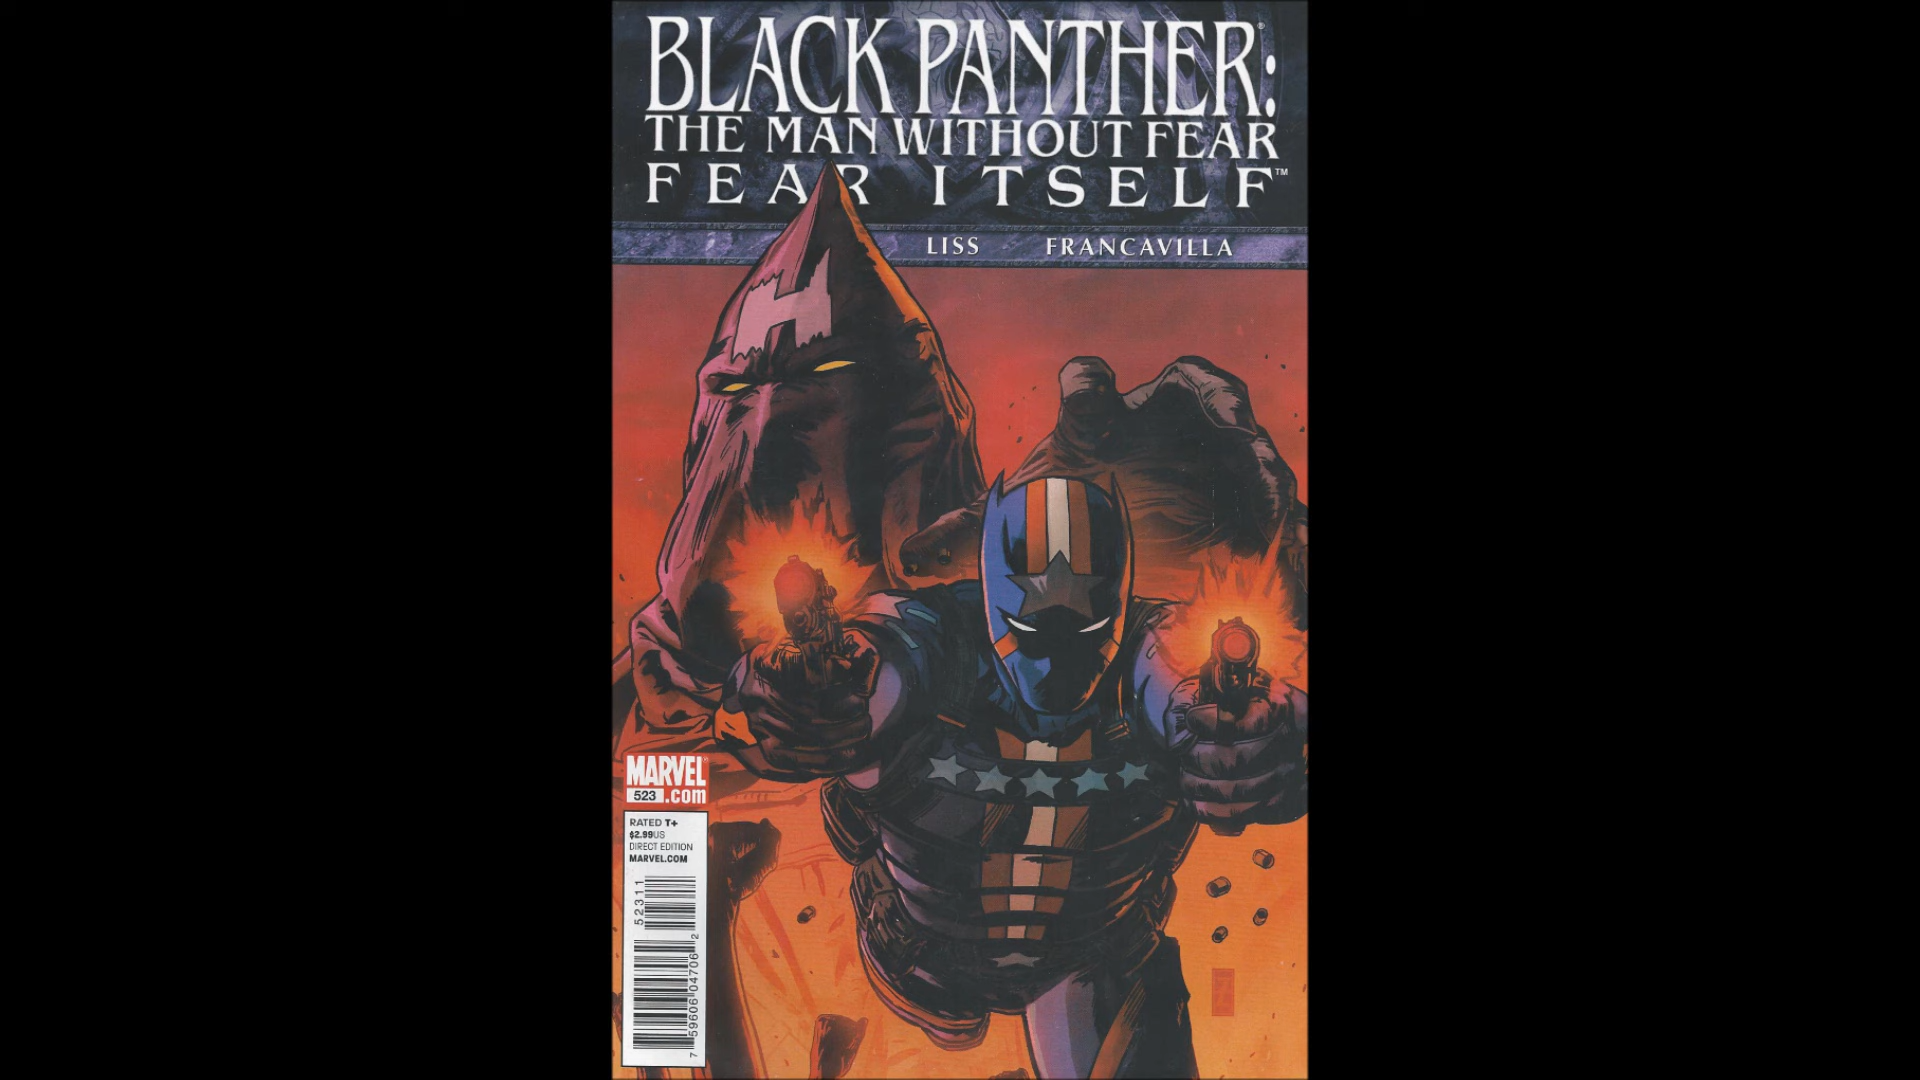 BLACK PANTHER:
THE MAN WITHOUT FEAR
FEAR ITSELF™
LISS FRANCAVILLA
H
MARVEL
523 .com
RATED T+
$2.99US
DIRECT EDITION
MARVEL.COM
52311
7 59606 04706 2